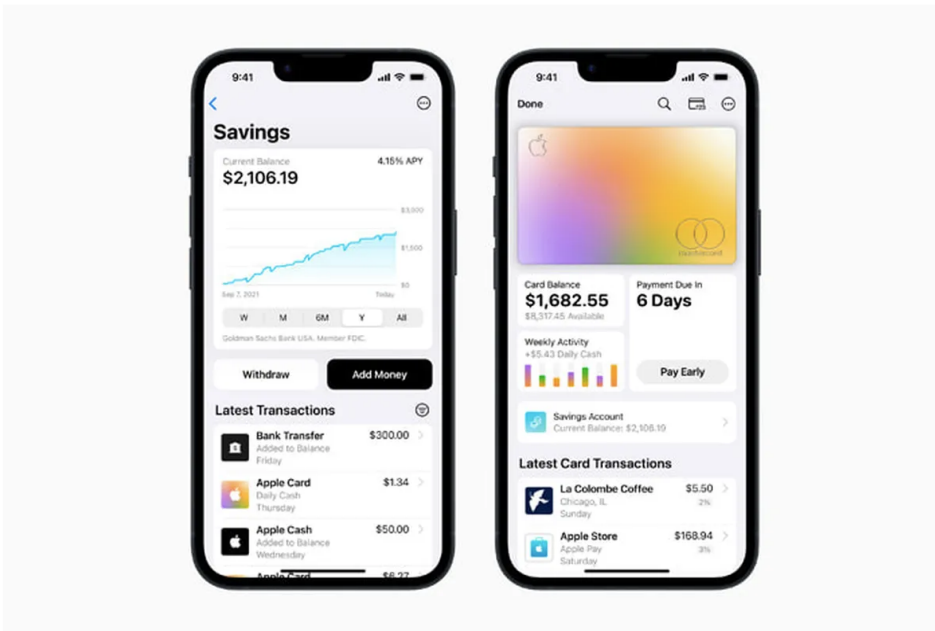 9:41
Savings
Current Balance
4.15% APY
$2,106.19
$1,500
$0
Sep 7, 2021
Today
W M 6M Y All
Goldman Sachs Bank USA. Member FDIC.
Withdraw
Add Money
Latest Transactions
Bank Transfer
$300.00
Added to Balance
Friday
Apple Card
$1.34
Daily Cash
Thursday
Apple Cash
$50.00
Added to Balance
Wednesday
Apple Card
$6.27
9:41
Done
mastercard
Card Balance
$1,682.55
$8,317.45 Available
Payment Due In
6 Days
Weekly Activity
+$5.43 Daily Cash
Pay Early
Savings Account
Current Balance: $2,106.19
Latest Card Transactions
La Colombe Coffee
$5.50
Chicago, IL
2%
Sunday
Apple Store
$168.94
Apple Pay
3%
Saturday